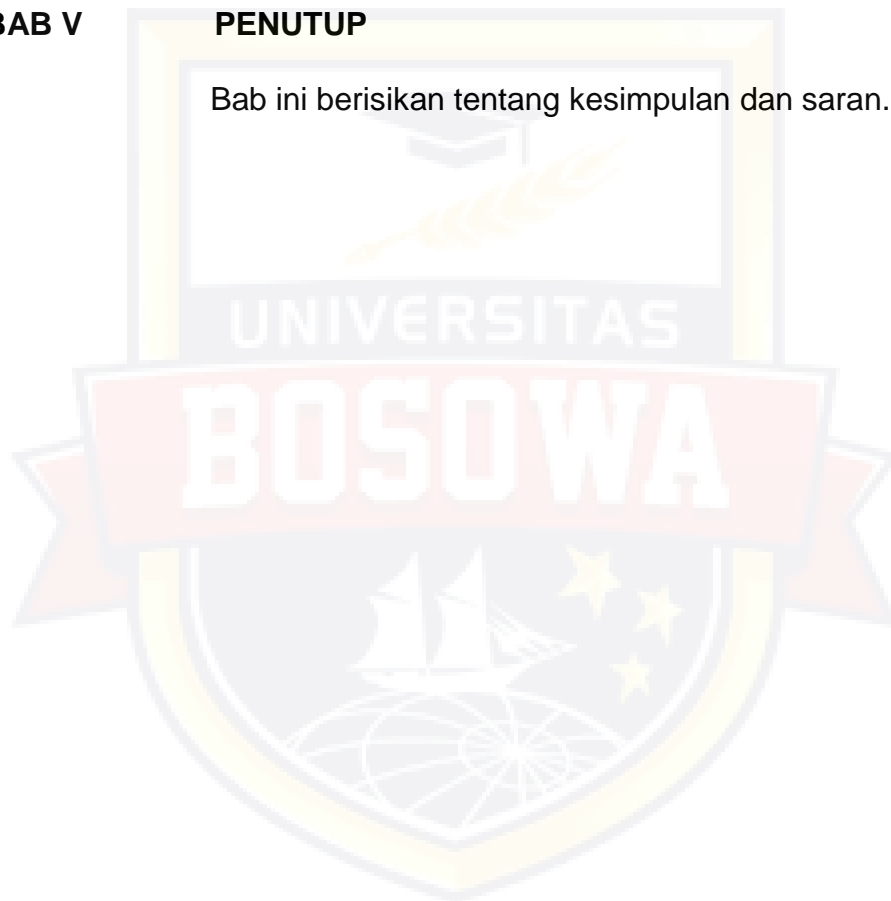 BAB V PENUTUP
Bab ini berisikan tentang kesimpulan dan saran.
UNIVERSITAS
BOSOWA